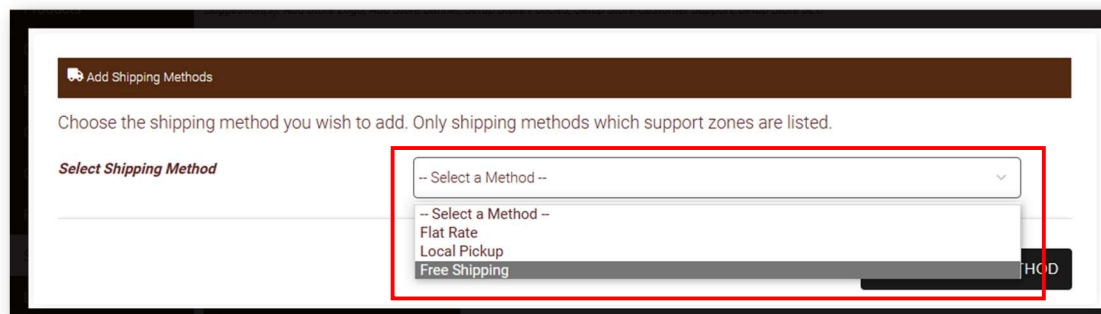 Add Shipping Methods
Choose the shipping method you wish to add. Only shipping methods which support zones are listed.
Select Shipping Method
-- Select a Method --
-- Select a Method --
Flat Rate
Local Pickup
Free Shipping
THOD